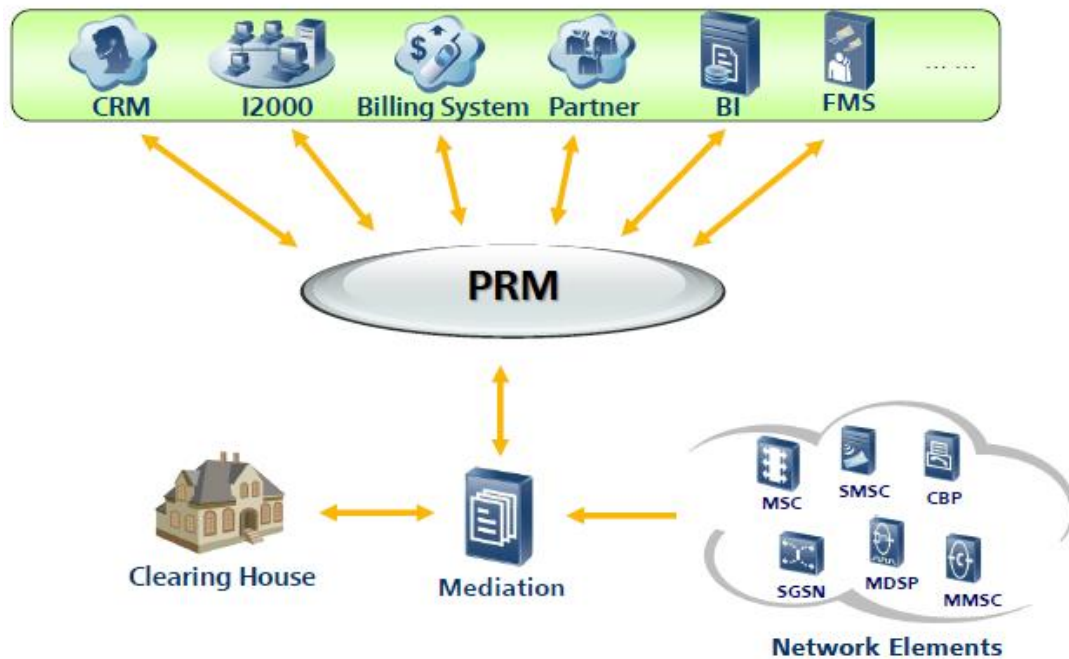 CRM
I2000
Billing System
Partner
BI
FMS
... ...
PRM
Clearing House
Mediation
MSC
SMSC
CBP
SGSN
MDSP
MMSC
Network Elements